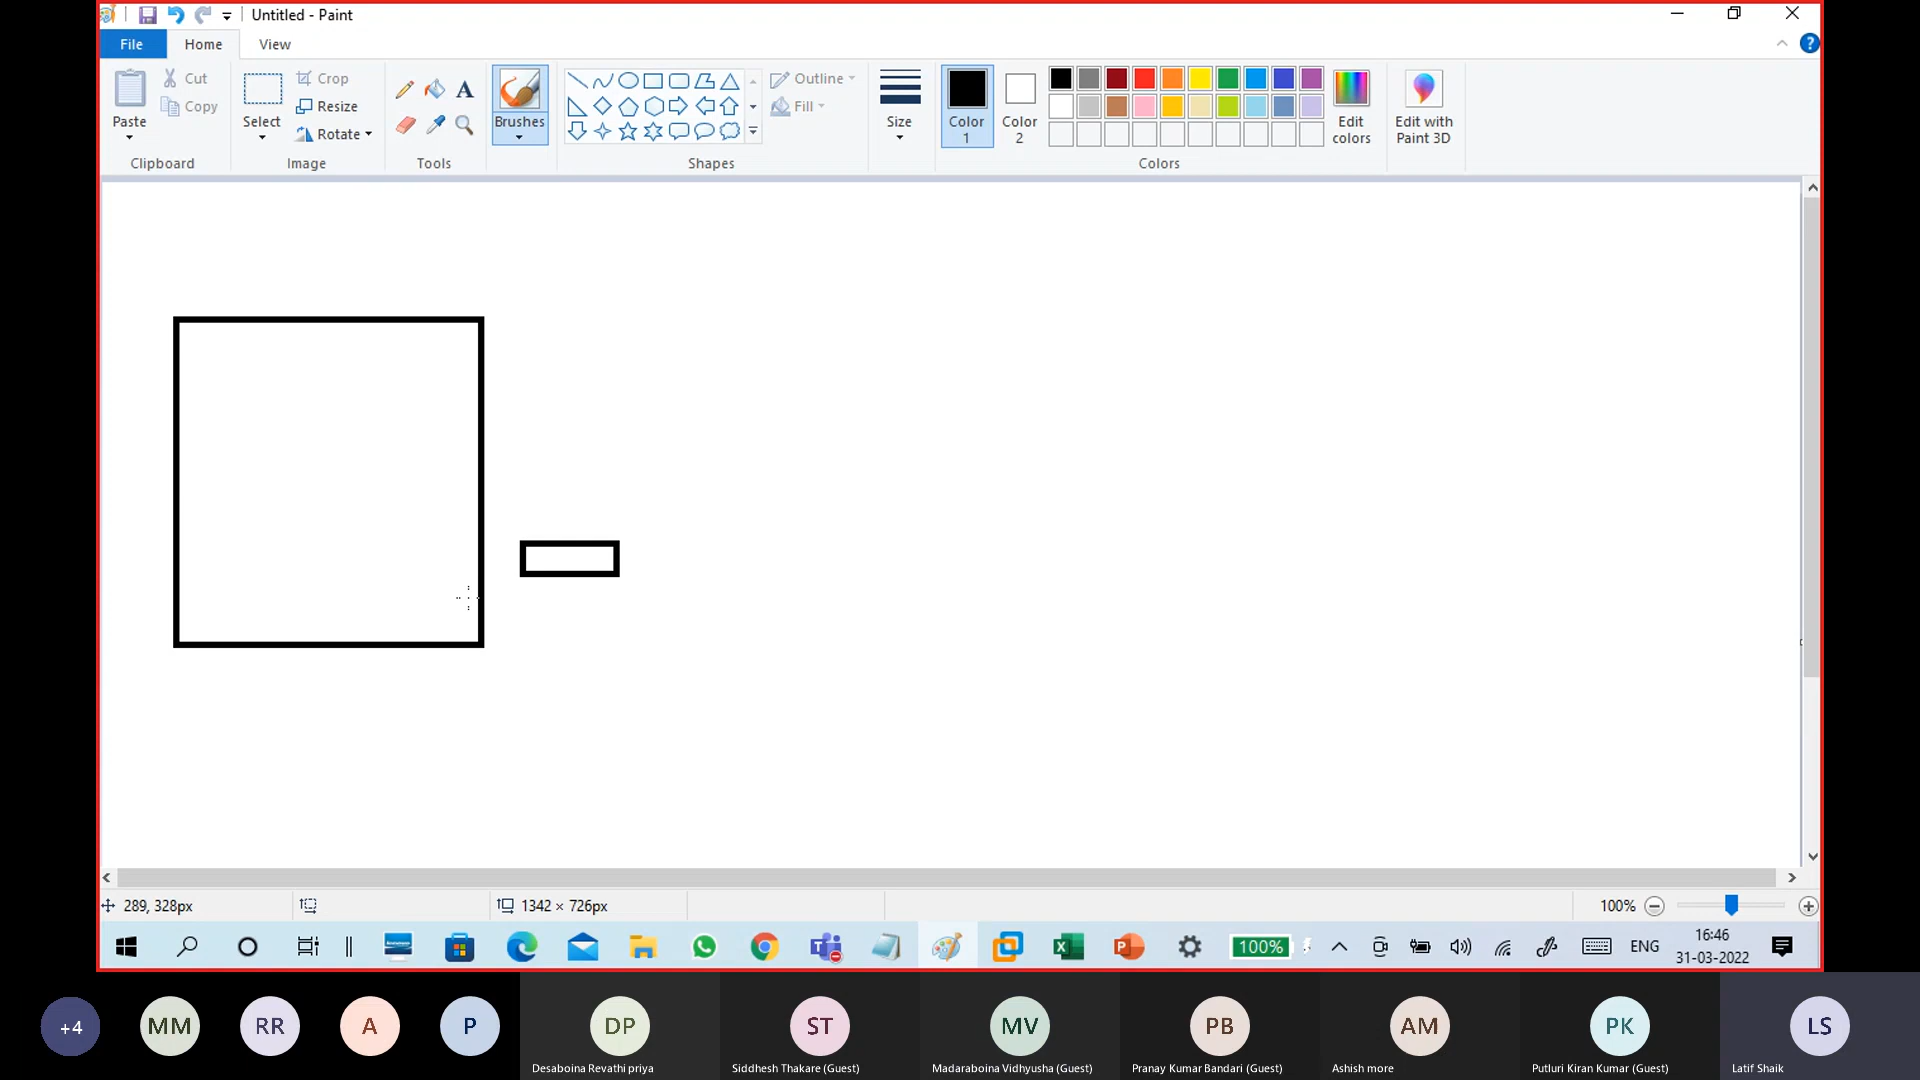 Untitled - Paint
File Home View
Paste Cut Copy Clipboard
Select Crop Resize Rotate Image
A Tools
Brushes
Outline Fill Shapes
Size
Color 1 Color 2 Edit colors Colors
Edit with Paint 3D
289, 328px 1342 × 726px 100%
100% ENG 16:46
31-03-2022
+4 MM RR A P DP ST MV PB AM PK LS
Desaboina Revathi priya Siddhesh Thakare (Guest) Madaraboina Vidhyusha (Guest) Pranay Kumar Bandari (Guest) Ashish more Putluri Kiran Kumar (Guest) Latif Shaik